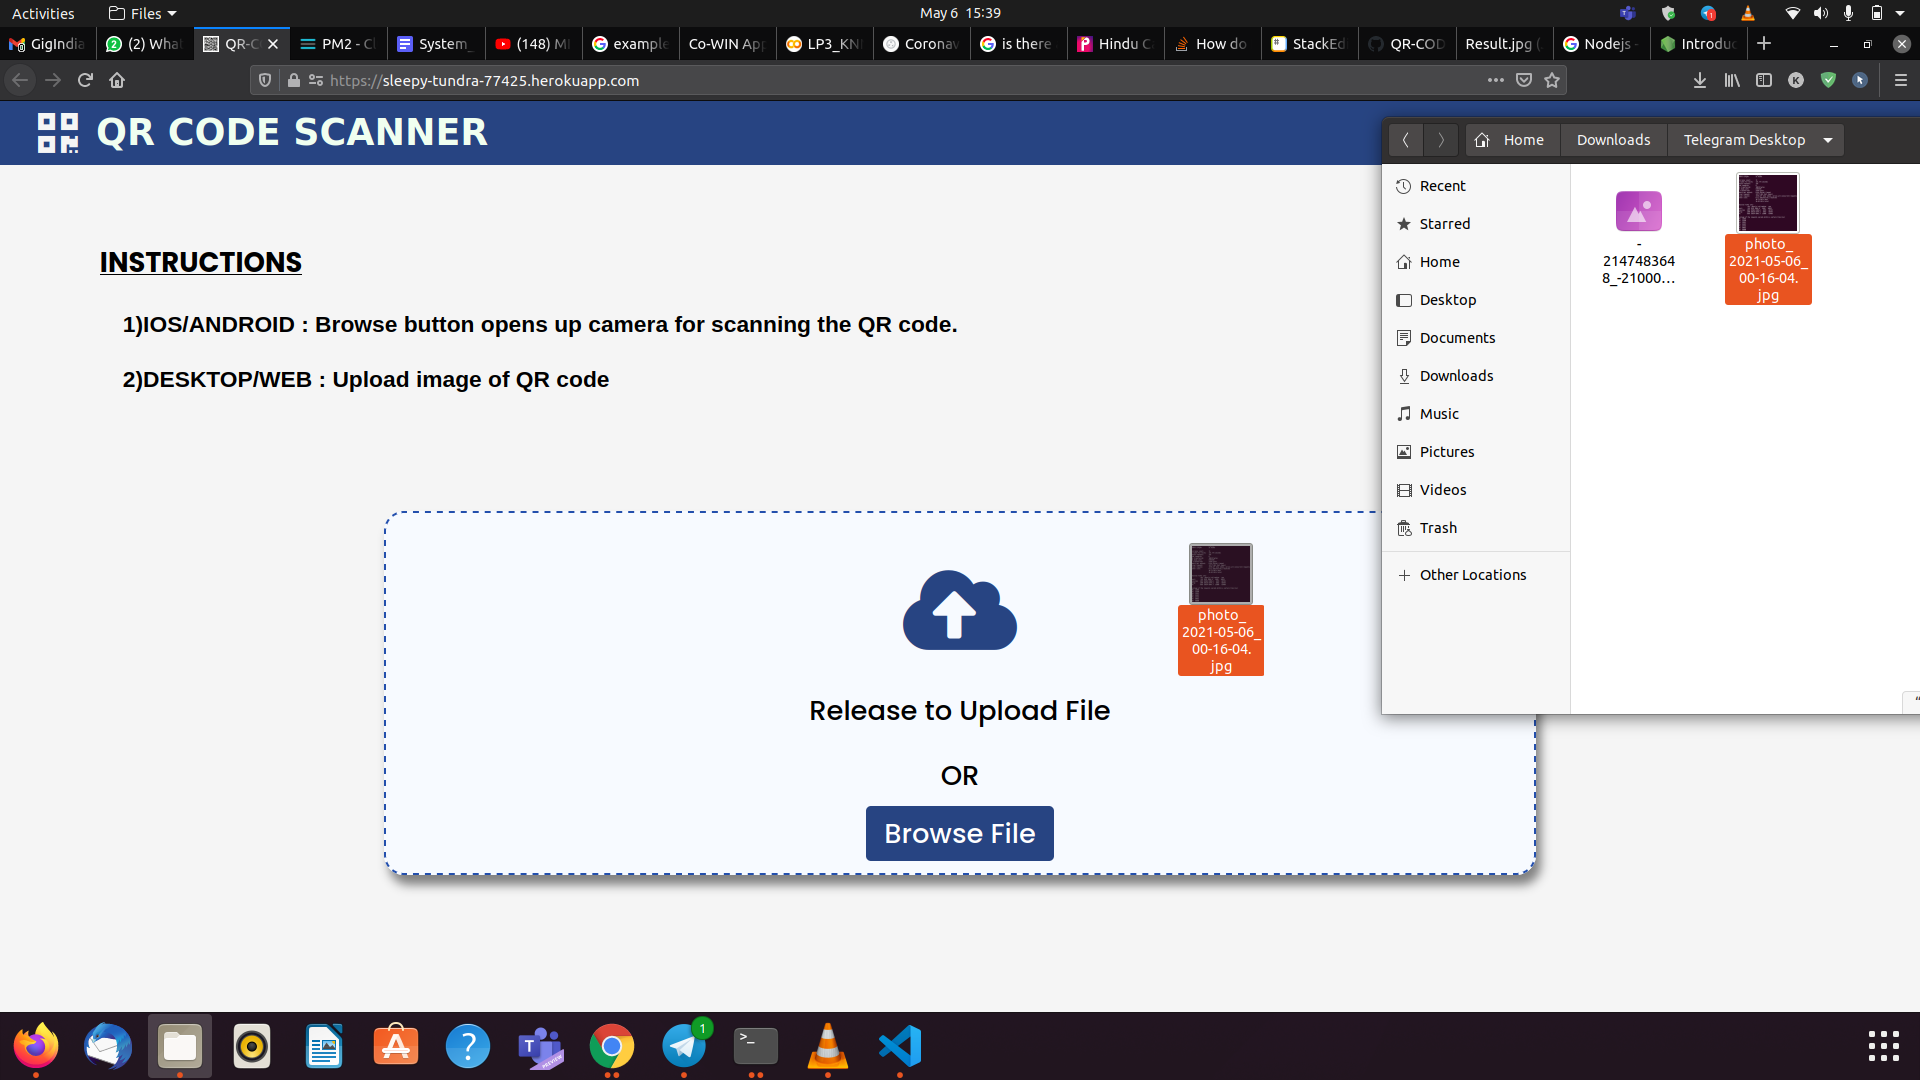 Activities
Files
May 6 15:39
GigIndia
(2) What
QR-C
PM2 - Cl
System_
(148) M
example
Co-WIN App
LP3_KN
Coronav
is there
Hindu C
How do
StackEd
QR-COD
Result.jpg (
Nodejs -
Introduc
https://sleepy-tundra-77425.herokuapp.com
QR CODE SCANNER
INSTRUCTIONS
1)IOS/ANDROID : Browse button opens up camera for scanning the QR code.
2)DESKTOP/WEB : Upload image of QR code
Release to Upload File
OR
Browse File
photo_
2021-05-06_
00-16-04.
jpg
Home
Downloads
Telegram Desktop
Recent
Starred
Home
Desktop
Documents
Downloads
Music
Pictures
Videos
Trash
Other Locations
-
214748364
8_-21000...
photo_
2021-05-06_
00-16-04.
jpg
1